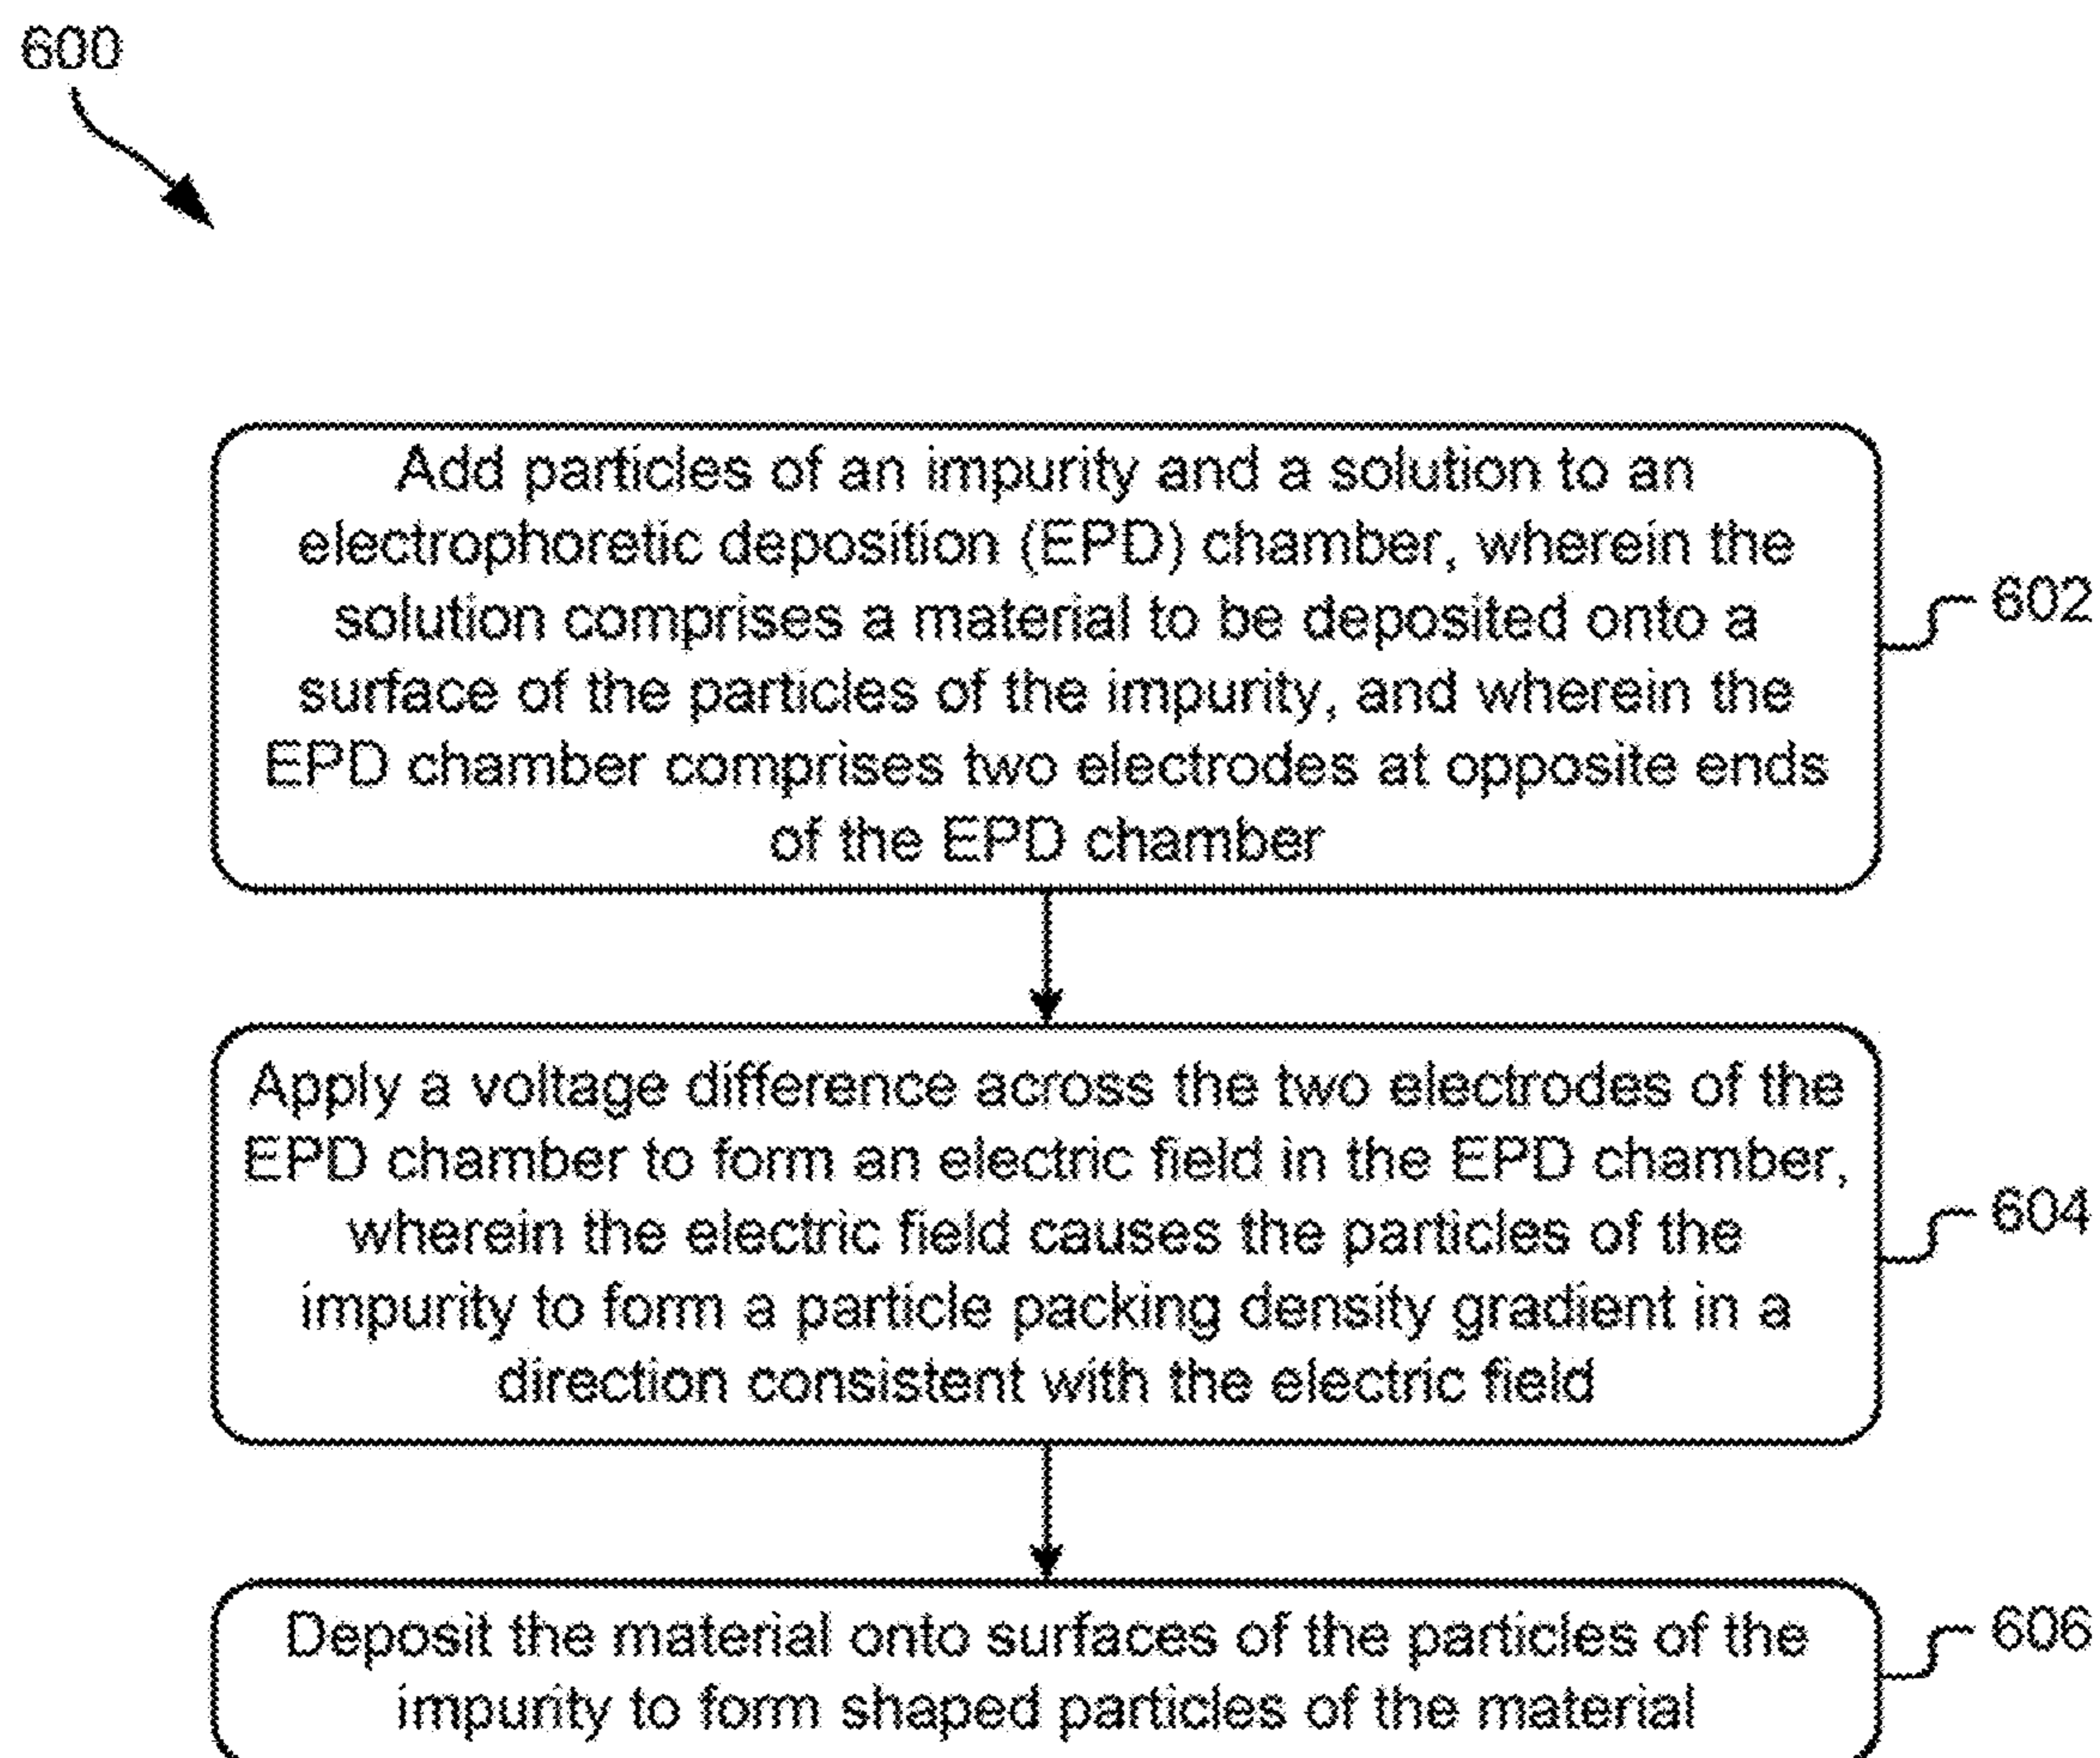 600
Add particles of an impurity and a solution to an
electrophoretic deposition (EPD) chamber, wherein the
solution comprises a material to be deposited onto a
surface of the particles of the impurity, and wherein the
EPD chamber comprises two electrodes at opposite ends
of the EPD chamber
602
Apply a voltage difference across the two electrodes of the
EPD chamber to form an electric field in the EPD chamber,
wherein the electric field causes the particles of the
impurity to form a particle packing density gradient in a
direction consistent with the electric field
604
Deposit the material onto surfaces of the particles of the
impurity to form shaped particles of the material
606